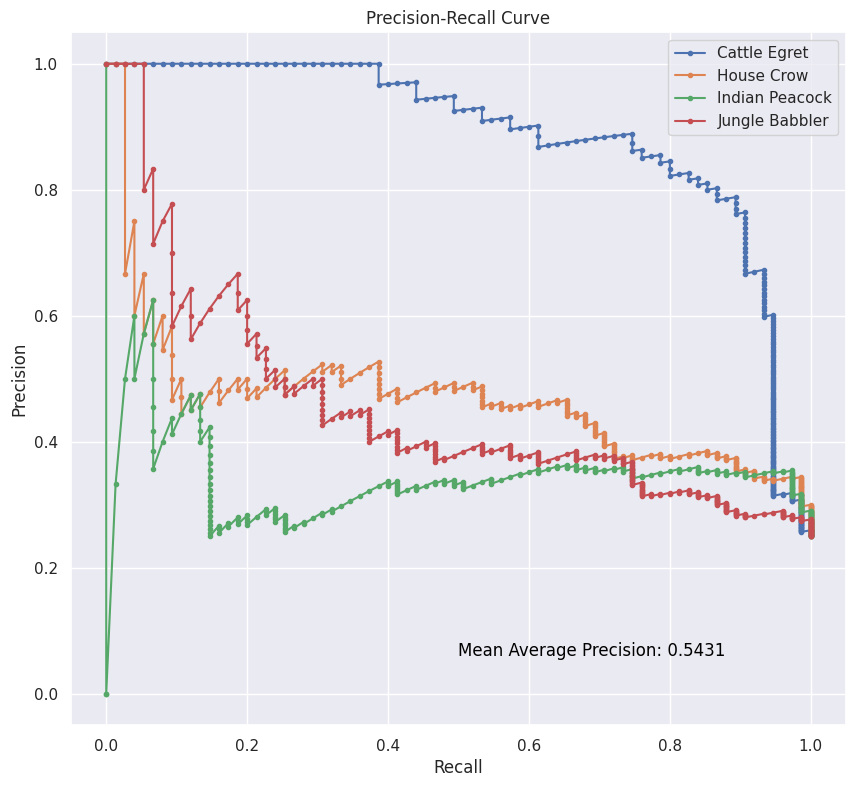 Precision-Recall Curve
Cattle Egret
House Crow
Indian Peacock
Jungle Babbler
Precision
1.0
0.8
0.6
0.4
0.2
0.0
Mean Average Precision: 0.5431
0.0 0.2 0.4 0.6 0.8 1.0
Recall